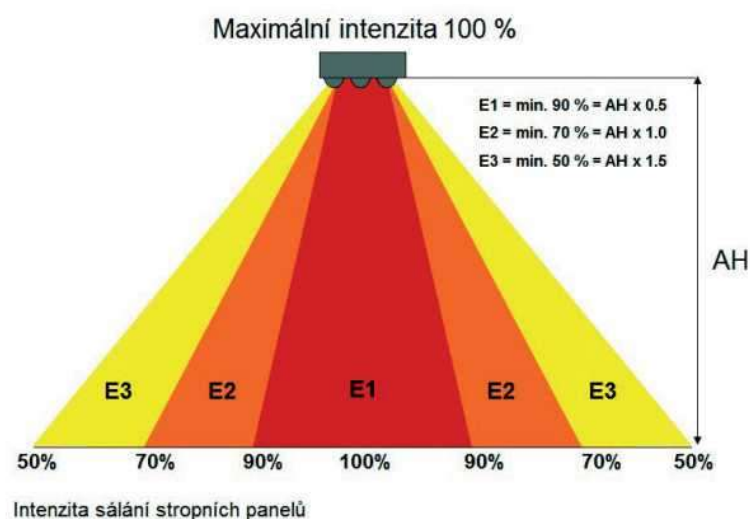 Maximální intenzita 100 %
E1 = min. 90 % = AH x 0.5
E2 = min. 70 % = AH x 1.0
E3 = min. 50 % = AH x 1.5
AH
E3 E2 E1 E2 E3
50% 70% 90% 100% 90% 70% 50%
Intenzita sálání stropních panelů